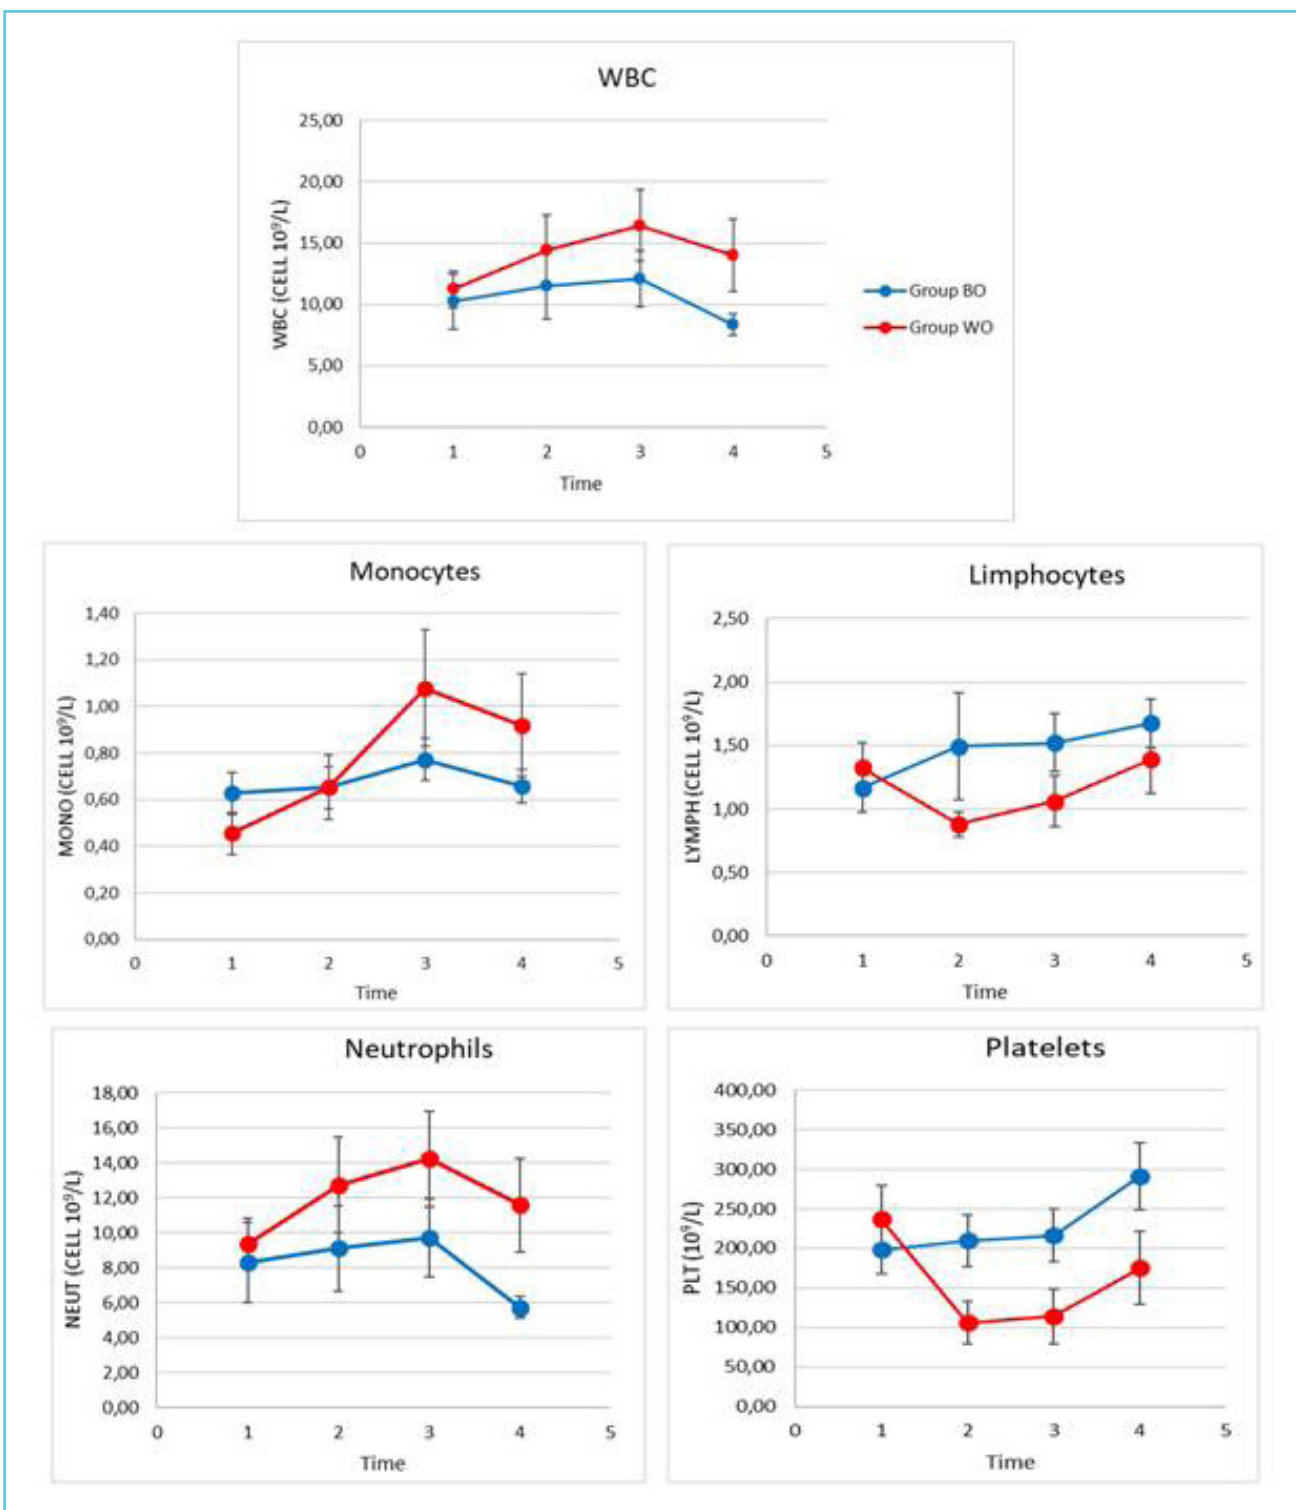 WBC
WBC (CELL 10⁹/L)
25,00
20,00
15,00
10,00
5,00
0,00
0 1 2 3 4 5
Time
Group BO
Group WO
Monocytes
MONO (CELL 10⁹/L)
1,40
1,20
1,00
0,80
0,60
0,40
0,20
0,00
0 1 2 3 4 5
Time
Limphocytes
LYMPH (CELL 10⁹/L)
2,50
2,00
1,50
1,00
0,50
0,00
0 1 2 3 4 5
Time
Neutrophils
NEUT (CELL 10⁹/L)
18,00
16,00
14,00
12,00
10,00
8,00
6,00
4,00
2,00
0,00
0 1 2 3 4 5
Time
Platelets
PLT (10⁹/L)
400,00
350,00
300,00
250,00
200,00
150,00
100,00
50,00
0,00
0 1 2 3 4 5
Time